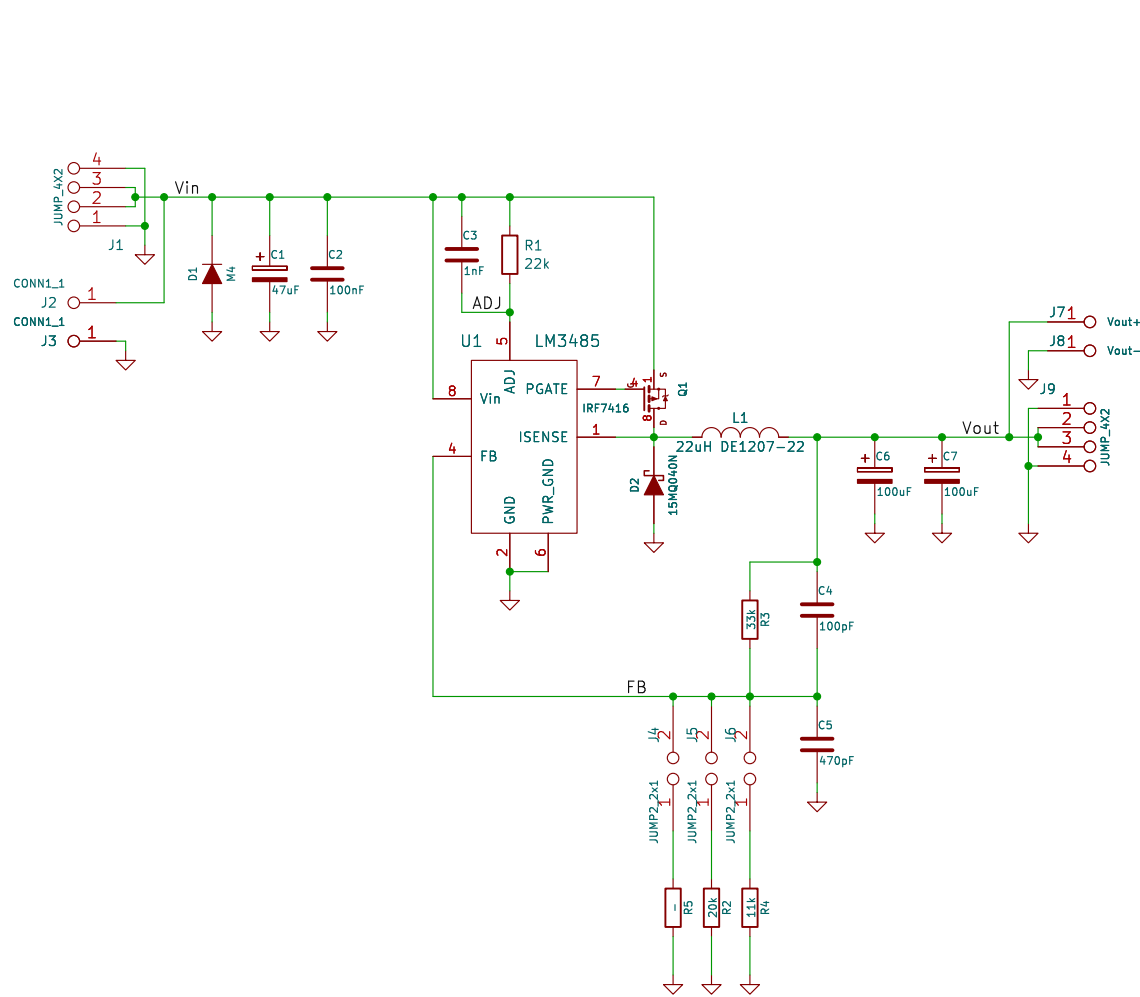 4
3
2
1
JUMP_4X2
J1
Vin
CONN1_1
J2
1
CONN1_1
J3
1
D1
M4
C1
47uF
C2
100nF
C3
1nF
R1
22k
ADJ
U1
LM3485
5
ADJ
8
Vin
4
FB
PGATE
7
ISENSE
1
GND
PWR_GND
2
6
IRF7416
4
G
1
S
8
D
Q1
D2
15MQ040N
L1
22uH DE1207-22
Vout
C6
100uF
C7
100uF
J7
1
Vout+
J8
1
Vout-
J9
1
2
3
4
JUMP_4X2
33k
R3
C4
100pF
FB
C5
470pF
J4
2
J5
2
J6
2
JUMP2_2x1
1
JUMP2_2x1
1
JUMP2_2x1
1
-
R5
20k
R2
11k
R4